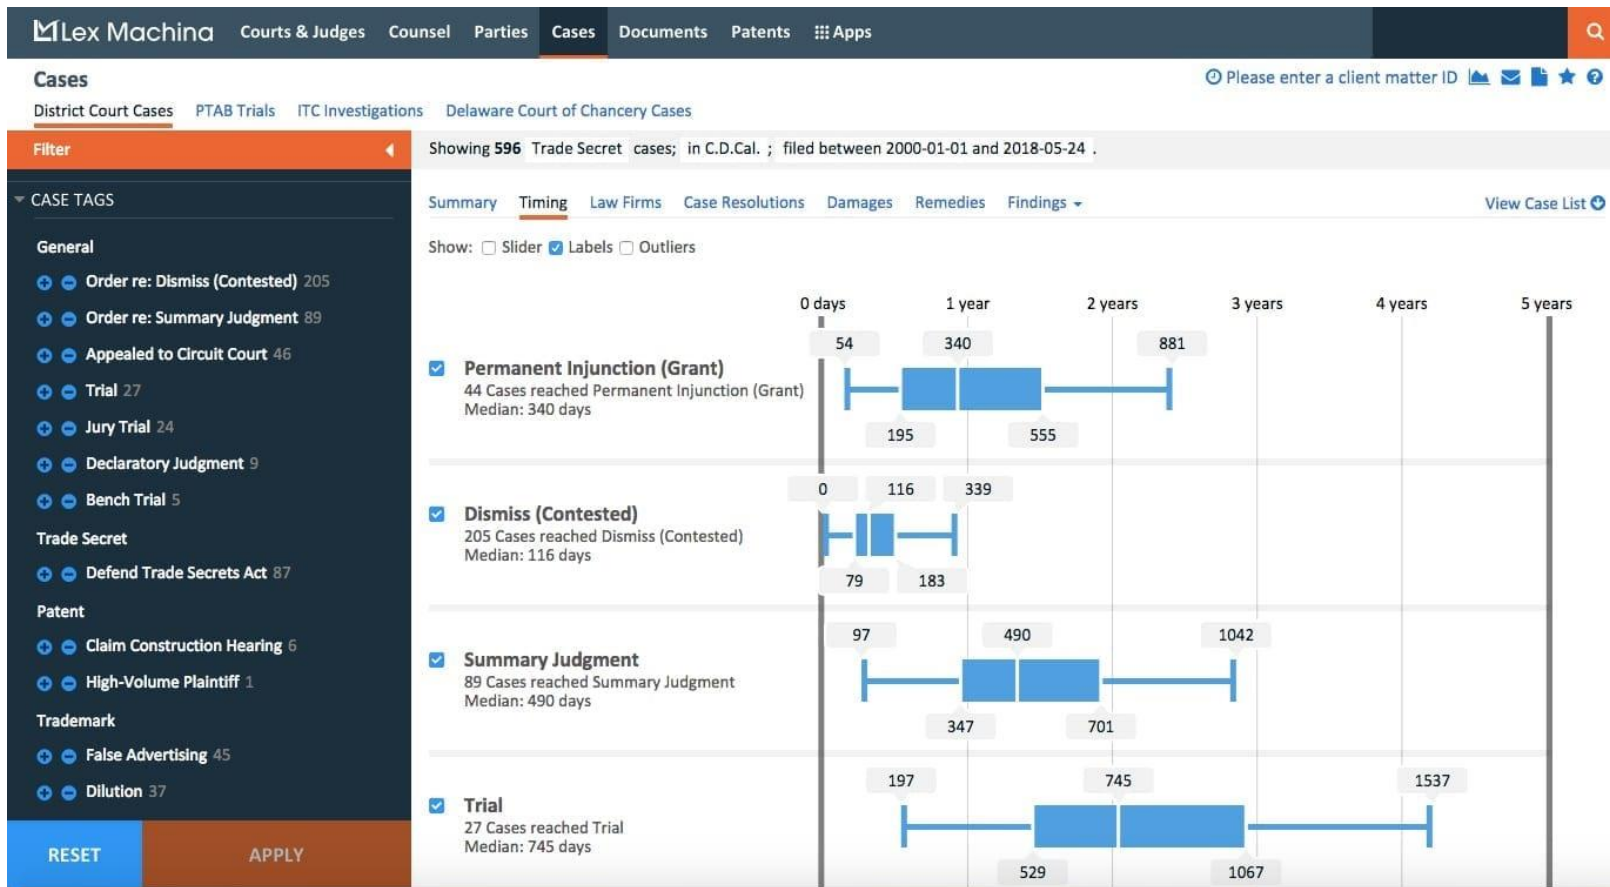 Lex Machina Courts & Judges Counsel Parties Cases Documents Patents Apps
Cases
Please enter a client matter ID
District Court Cases PTAB Trials ITC Investigations Delaware Court of Chancery Cases
Filter
CASE TAGS
General
Order re: Dismiss (Contested) 205
Order re: Summary Judgment 89
Appealed to Circuit Court 46
Trial 27
Jury Trial 24
Declaratory Judgment 9
Bench Trial 5
Trade Secret
Defend Trade Secrets Act 87
Patent
Claim Construction Hearing 6
High-Volume Plaintiff 1
Trademark
False Advertising 45
Dilution 37
RESET APPLY
Showing 596 Trade Secret cases; in C.D.Cal. ; filed between 2000-01-01 and 2018-05-24 .
Summary Timing Law Firms Case Resolutions Damages Remedies Findings
View Case List
Show: Slider Labels Outliers
0 days 1 year 2 years 3 years 4 years 5 years
54 340 881
Permanent Injunction (Grant)
44 Cases reached Permanent Injunction (Grant)
Median: 340 days
195 555
0 116 339
Dismiss (Contested)
205 Cases reached Dismiss (Contested)
Median: 116 days
79 183
97 490 1042
Summary Judgment
89 Cases reached Summary Judgment
Median: 490 days
347 701
197 745 1537
Trial
27 Cases reached Trial
Median: 745 days
529 1067